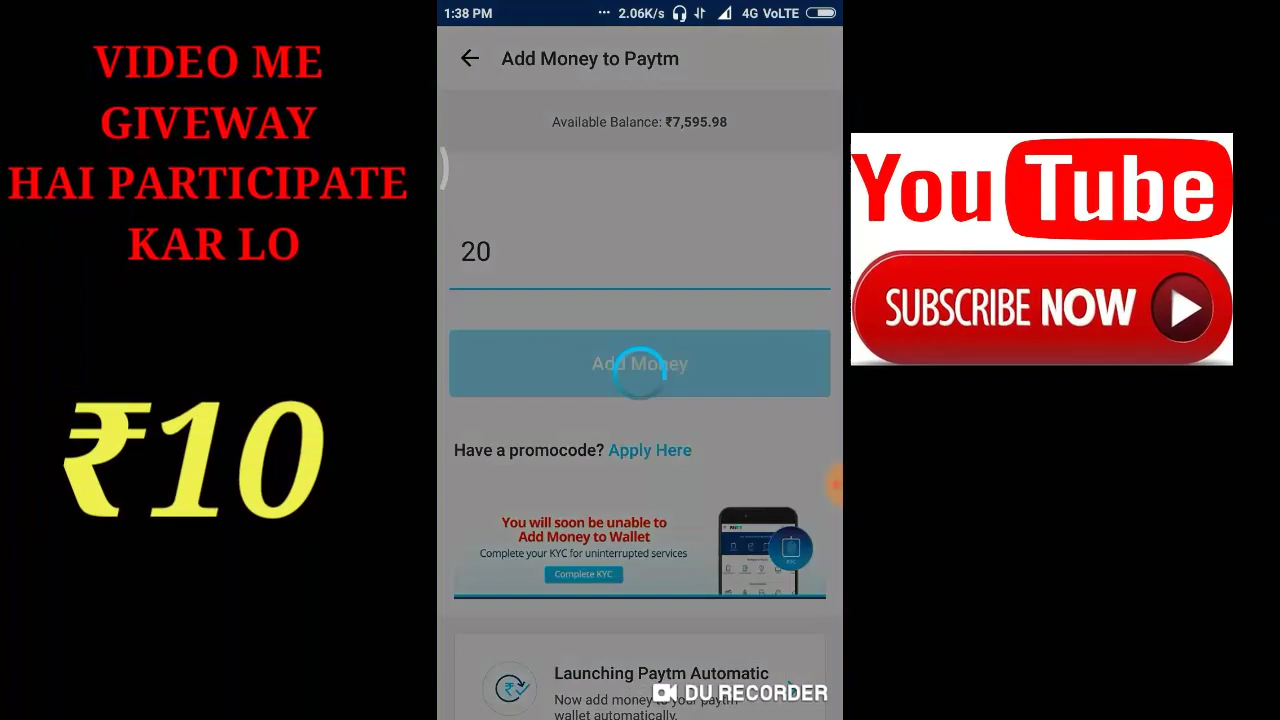 VIDEO ME
GIVEWAY
HAI PARTICIPATE
KAR LO
₹10
1:38 PM
... 2.06K/s
4G VoLTE
Add Money to Paytm
Available Balance: ₹7,595.98
20
Add Money
Have a promocode? Apply Here
You will soon be unable to
Add Money to Wallet
Complete your KYC for uninterrupted services
Complete KYC
KYC
Launching Paytm Automatic
Now add money to your paytm
wallet automatically.
DU RECORDER
YouTube
SUBSCRIBE NOW